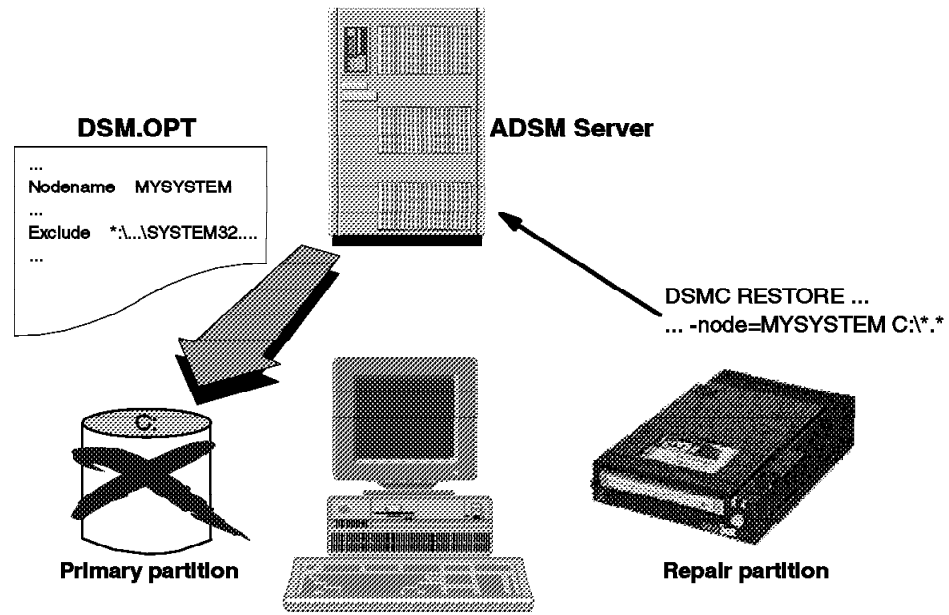 DSM.OPT
...
Nodename MYSYSTEM
...
Exclude *:\...\SYSTEM32....
...
ADSM Server
DSMC RESTORE ...
... -node=MYSYSTEM C:\*.*
C:
Primary partition
Repair partition